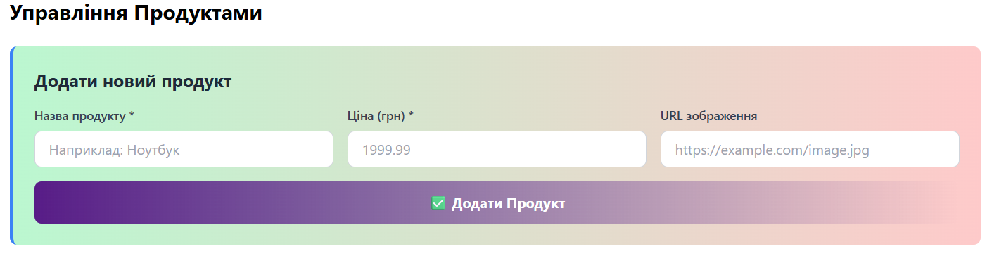 Управління Продуктами
Додати новий продукт
Назва продукту * Ціна (грн) * URL зображення
Наприклад: Ноутбук 1999.99 https://example.com/image.jpg
✅ Додати Продукт